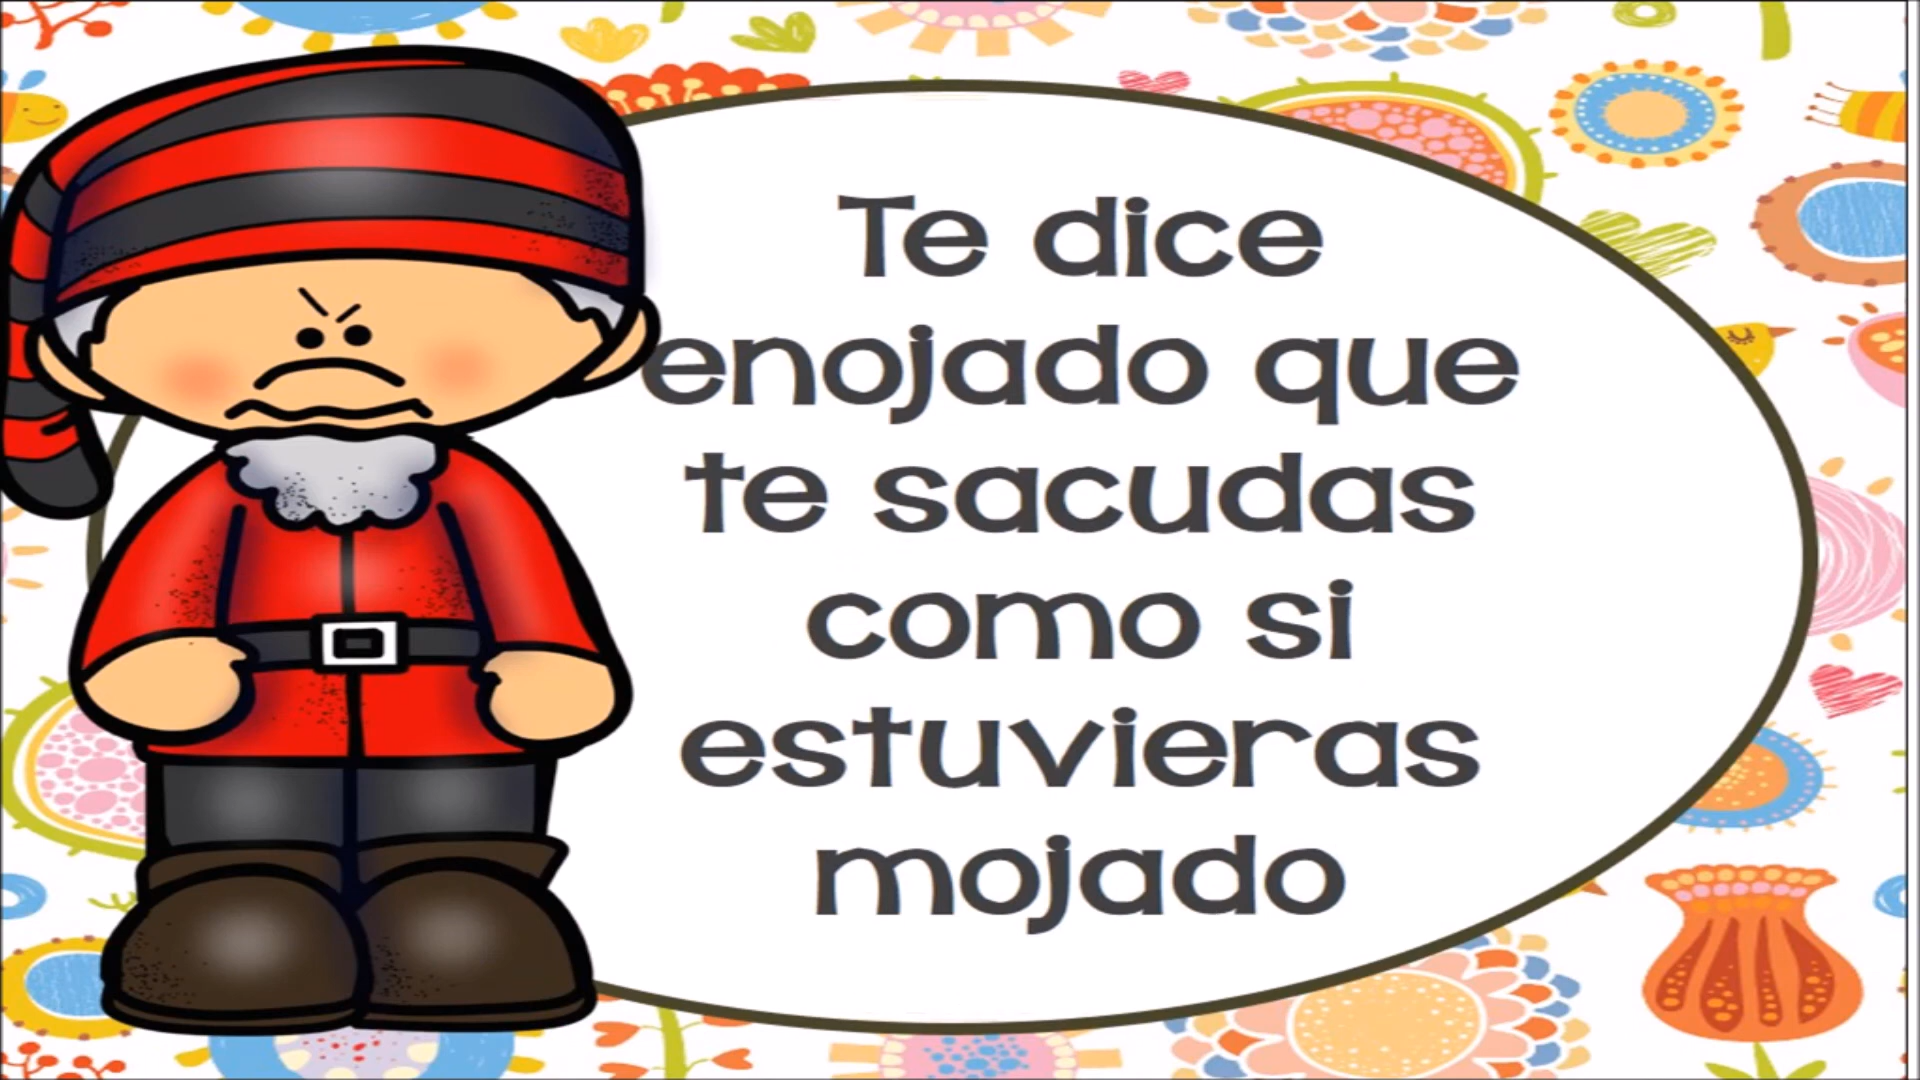 Te dice
enojado que
te sacudas
como si
estuvieras
mojado